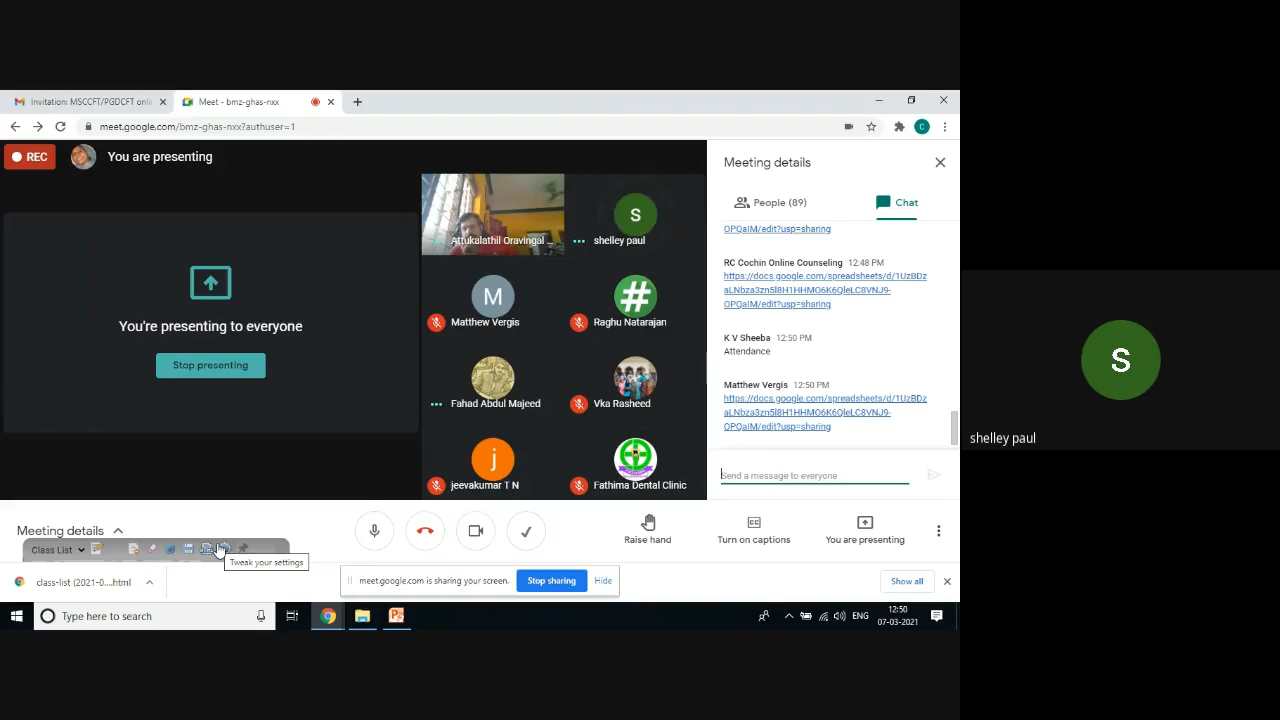 Invitation: MSCCFT/PGDCFT onli
Meet - bmz-ghas-nxx
meet.google.com/bmz-ghas-nxx?authuser=1
C
REC
You are presenting
Meeting details
People (89)
Chat
You're presenting to everyone
Stop presenting
Attukalathil Oravingal ...
S
shelley paul
M
Matthew Vergis
#
Raghu Natarajan
Fahad Abdul Majeed
Vka Rasheed
j
jeevakumar T N
Fathima Dental Clinic
OPQaIM/edit?usp=sharing
RC Cochin Online Counseling 12:48 PM
https://docs.google.com/spreadsheets/d/1UzBDz
aLNbza3zn5l8H1HHMO6K6QleLC8VNJ9-
OPQaIM/edit?usp=sharing
K V Sheeba 12:50 PM
Attendance
Matthew Vergis 12:50 PM
https://docs.google.com/spreadsheets/d/1UzBDz
aLNbza3zn5l8H1HHMO6K6QleLC8VNJ9-
OPQaIM/edit?usp=sharing
Send a message to everyone
S
shelley paul
Meeting details
Raise hand
Turn on captions
You are presenting
Class List
Tweak your settings
class-list (2021-0....html
meet.google.com is sharing your screen.
Stop sharing
Hide
Show all
Type here to search
ENG
12:50
07-03-2021